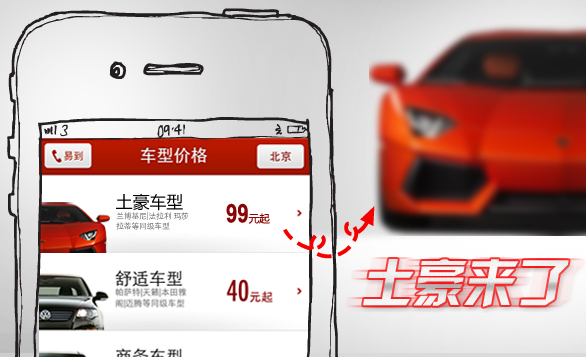 3 09:41
易到
车型价格
北京
土豪车型
兰博基尼|法拉利 玛莎
拉蒂等同级车型
99元起
舒适车型
帕萨特|天籁|本田雅
阁|迈腾等同级车型
40元起
商务车型
土豪来了